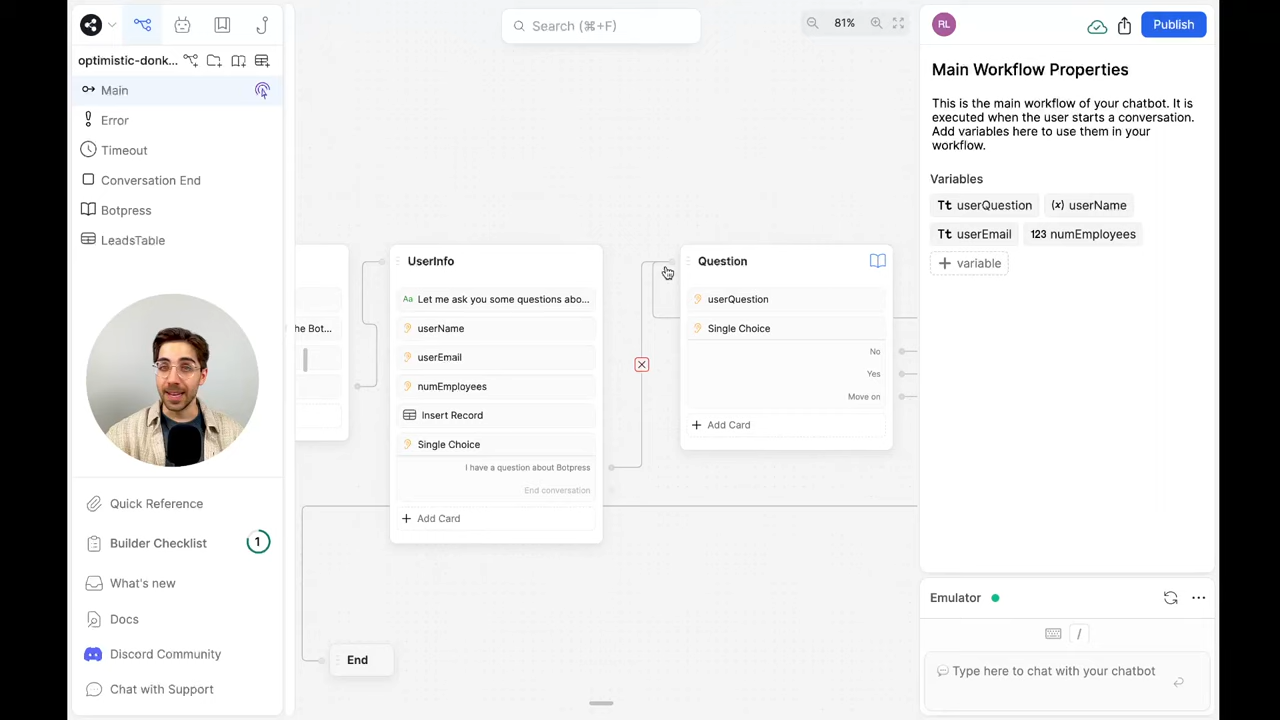 Search (⌘+F)
81%
RL
Publish
optimistic-donk...
Main
Error
Timeout
Conversation End
Botpress
LeadsTable
Quick Reference
Builder Checklist
1
What's new
Docs
Discord Community
Chat with Support
he Bot...
UserInfo
Aa Let me ask you some questions abo...
userName
userEmail
numEmployees
Insert Record
Single Choice
I have a question about Botpress
End conversation
+ Add Card
Question
userQuestion
Single Choice
No
Yes
Move on
+ Add Card
End
Main Workflow Properties
This is the main workflow of your chatbot. It is
executed when the user starts a conversation.
Add variables here to use them in your
workflow.
Variables
Tt userQuestion
(x) userName
Tt userEmail
123 numEmployees
+ variable
Emulator
/
Type here to chat with your chatbot